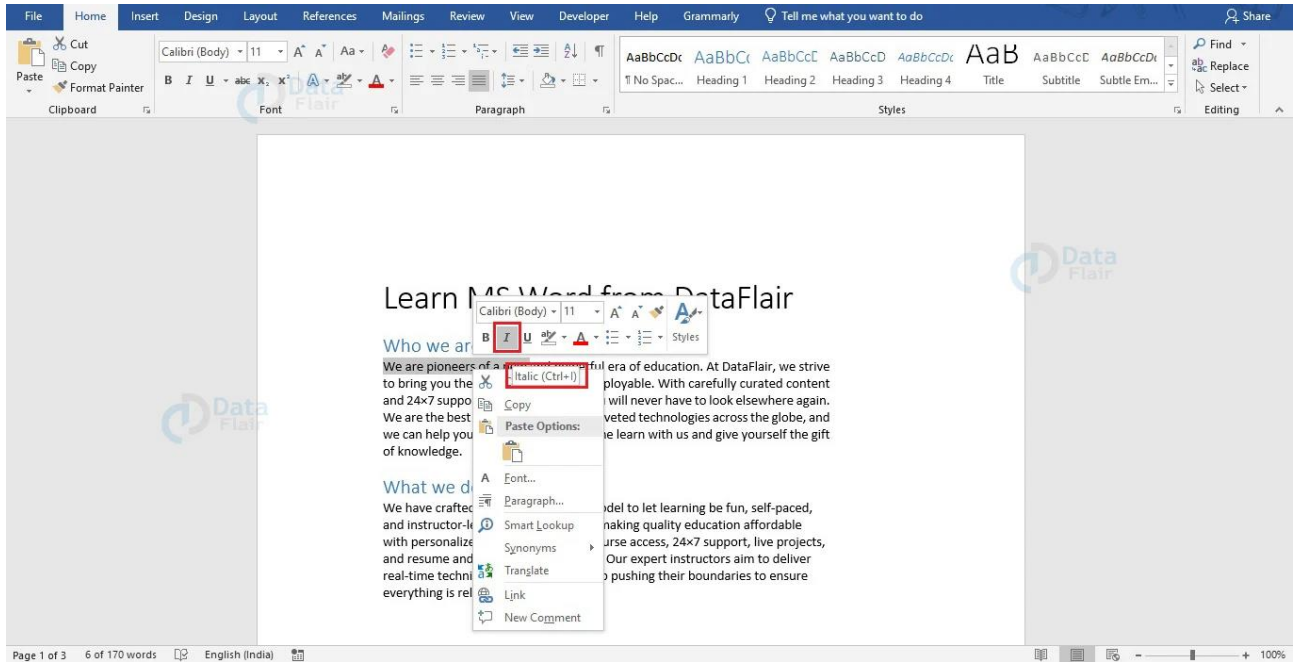 File Home Insert Design Layout References Mailings Review View Developer Help Grammarly Tell me what you want to do Share
Cut
Copy
Paste
Format Painter
Clipboard
Calibri (Body) 11 Aa
B I U abc X₂ X² A aby A
Font
Paragraph
AaBbCcDc AaBbCc AaBbCcC AaBbCcD AaBbCcDc AaB AaBbCcC AaBbCcDc
¶ No Spac... Heading 1 Heading 2 Heading 3 Heading 4 Title Subtitle Subtle Em...
Styles
Find
Replace
Select
Editing
Data
Flair
Data
Flair
Data
Flair
Learn MS Word from DataFlair
Calibri (Body) 11 A A A
B I U aby A Styles
Who we ar
We are pioneers of a ful era of education. At DataFlair, we strive
to bring you the ployable. With carefully curated content
and 24×7 suppo will never have to look elsewhere again.
We are the best veted technologies across the globe, and
we can help you e learn with us and give yourself the gift
of knowledge.
Italic (Ctrl+I)
Copy
Paste Options:
Font...
Paragraph...
Smart Lookup
Synonyms
Translate
Link
New Comment
What we d
We have crafted del to let learning be fun, self-paced,
and instructor-le making quality education affordable
with personalize urse access, 24×7 support, live projects,
and resume and Our expert instructors aim to deliver
real-time techni pushing their boundaries to ensure
everything is rel
Page 1 of 3 6 of 170 words English (India) 100%